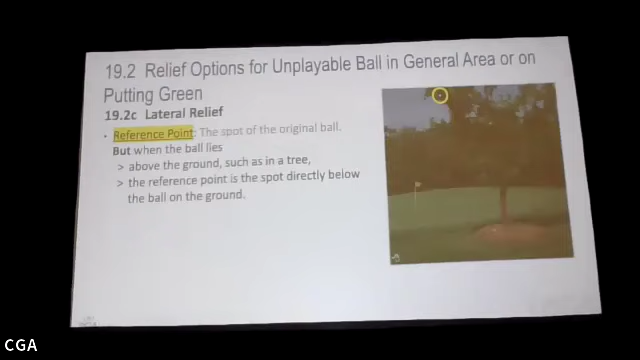 19.2 Relief Options for Unplayable Ball in General Area or on
Putting Green
19.2c Lateral Relief
• Reference Point: The spot of the original ball.
But when the ball lies
> above the ground, such as in a tree,
> the reference point is the spot directly below
the ball on the ground.
CGA